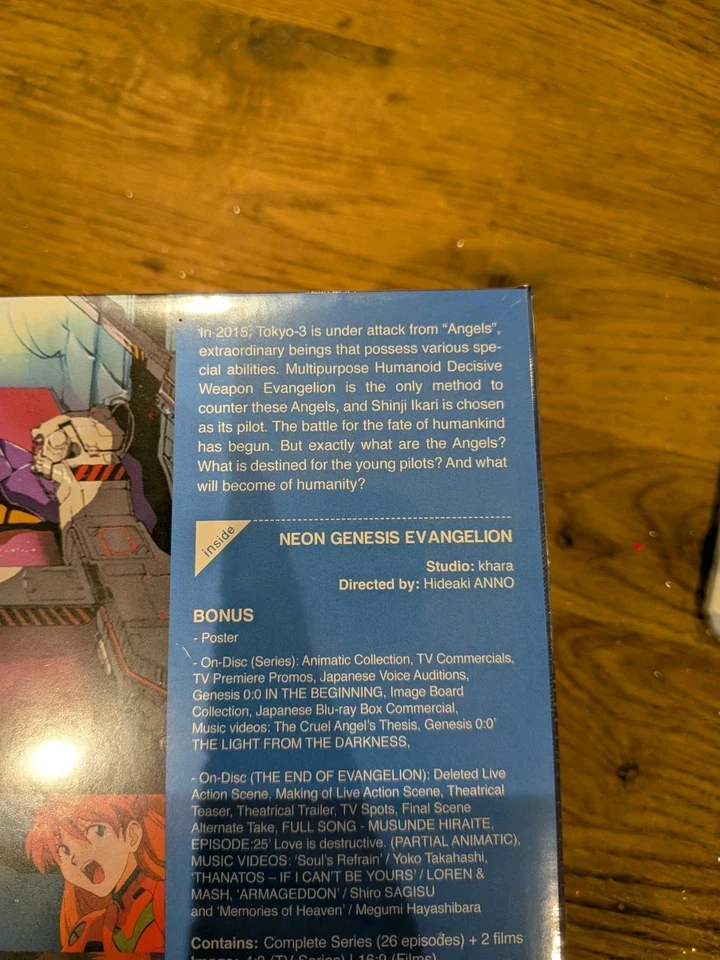 In 2015, Tokyo-3 is under attack from “Angels”,
extraordinary beings that possess various spe-
cial abilities. Multipurpose Humanoid Decisive
Weapon Evangelion is the only method to
counter these Angels, and Shinji Ikari is chosen
as its pilot. The battle for the fate of humankind
has begun. But exactly what are the Angels?
What is destined for the young pilots? And what
will become of humanity?
inside
NEON GENESIS EVANGELION
Studio: khara
Directed by: Hideaki ANNO
BONUS
- Poster
- On-Disc (Series): Animatic Collection, TV Commercials,
TV Premiere Promos, Japanese Voice Auditions,
Genesis 0:0 IN THE BEGINNING, Image Board
Collection, Japanese Blu-ray Box Commercial,
Music videos: The Cruel Angel’s Thesis, Genesis 0:0’
THE LIGHT FROM THE DARKNESS,
- On-Disc (THE END OF EVANGELION): Deleted Live
Action Scene, Making of Live Action Scene, Theatrical
Teaser, Theatrical Trailer, TV Spots, Final Scene
Alternate Take, FULL SONG - MUSUNDE HIRAITE,
EPISODE:25’ Love is destructive. (PARTIAL ANIMATIC),
MUSIC VIDEOS: ‘Soul’s Refrain’ / Yoko Takahashi,
‘THANATOS – IF I CAN’T BE YOURS’ / LOREN &
MASH, ‘ARMAGEDDON’ / Shiro SAGISU
and ‘Memories of Heaven’ / Megumi Hayashibara
Contains: Complete Series (26 episodes) + 2 films
Image: 4:3 (TV Series) | 16:9 (Films)